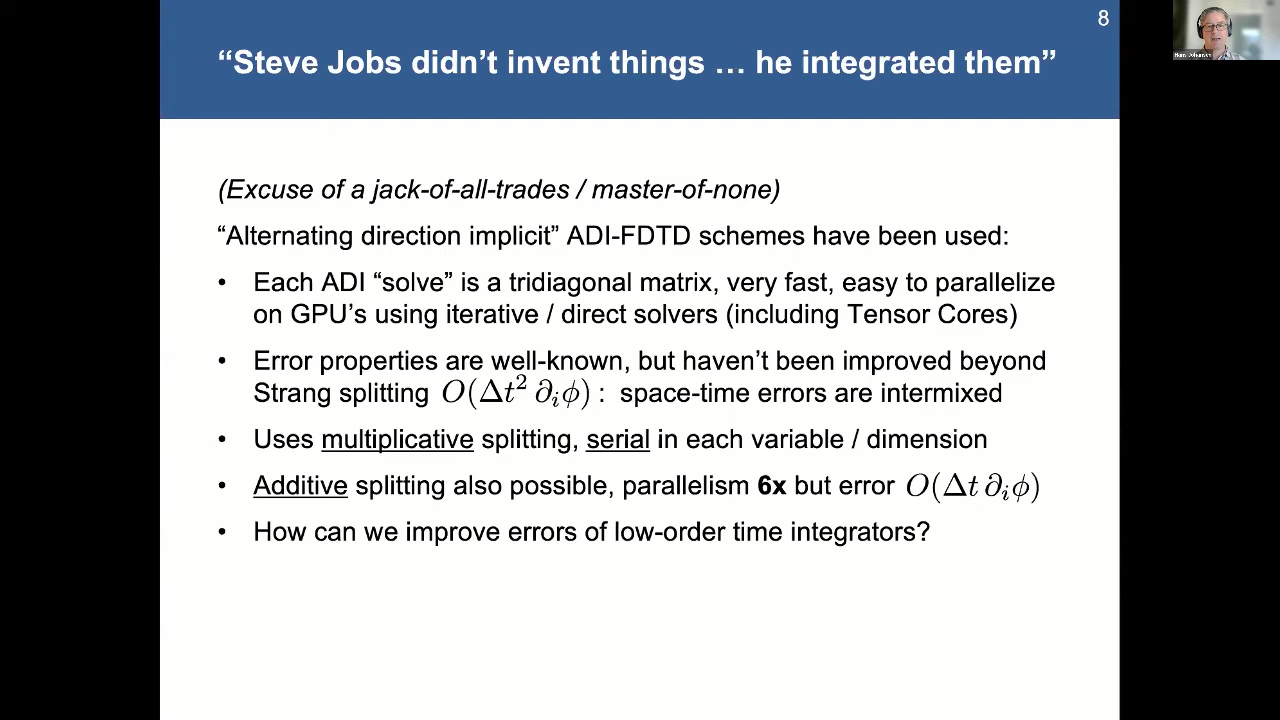 8
“Steve Jobs didn’t invent things … he integrated them”
Hans Johansen
(Excuse of a jack-of-all-trades / master-of-none)
“Alternating direction implicit” ADI-FDTD schemes have been used:
• Each ADI “solve” is a tridiagonal matrix, very fast, easy to parallelize
on GPU’s using iterative / direct solvers (including Tensor Cores)
• Error properties are well-known, but haven’t been improved beyond
Strang splitting O(Δt² ∂ᵢϕ) : space-time errors are intermixed
• Uses multiplicative splitting, serial in each variable / dimension
• Additive splitting also possible, parallelism 6x but error O(Δt ∂ᵢϕ)
• How can we improve errors of low-order time integrators?